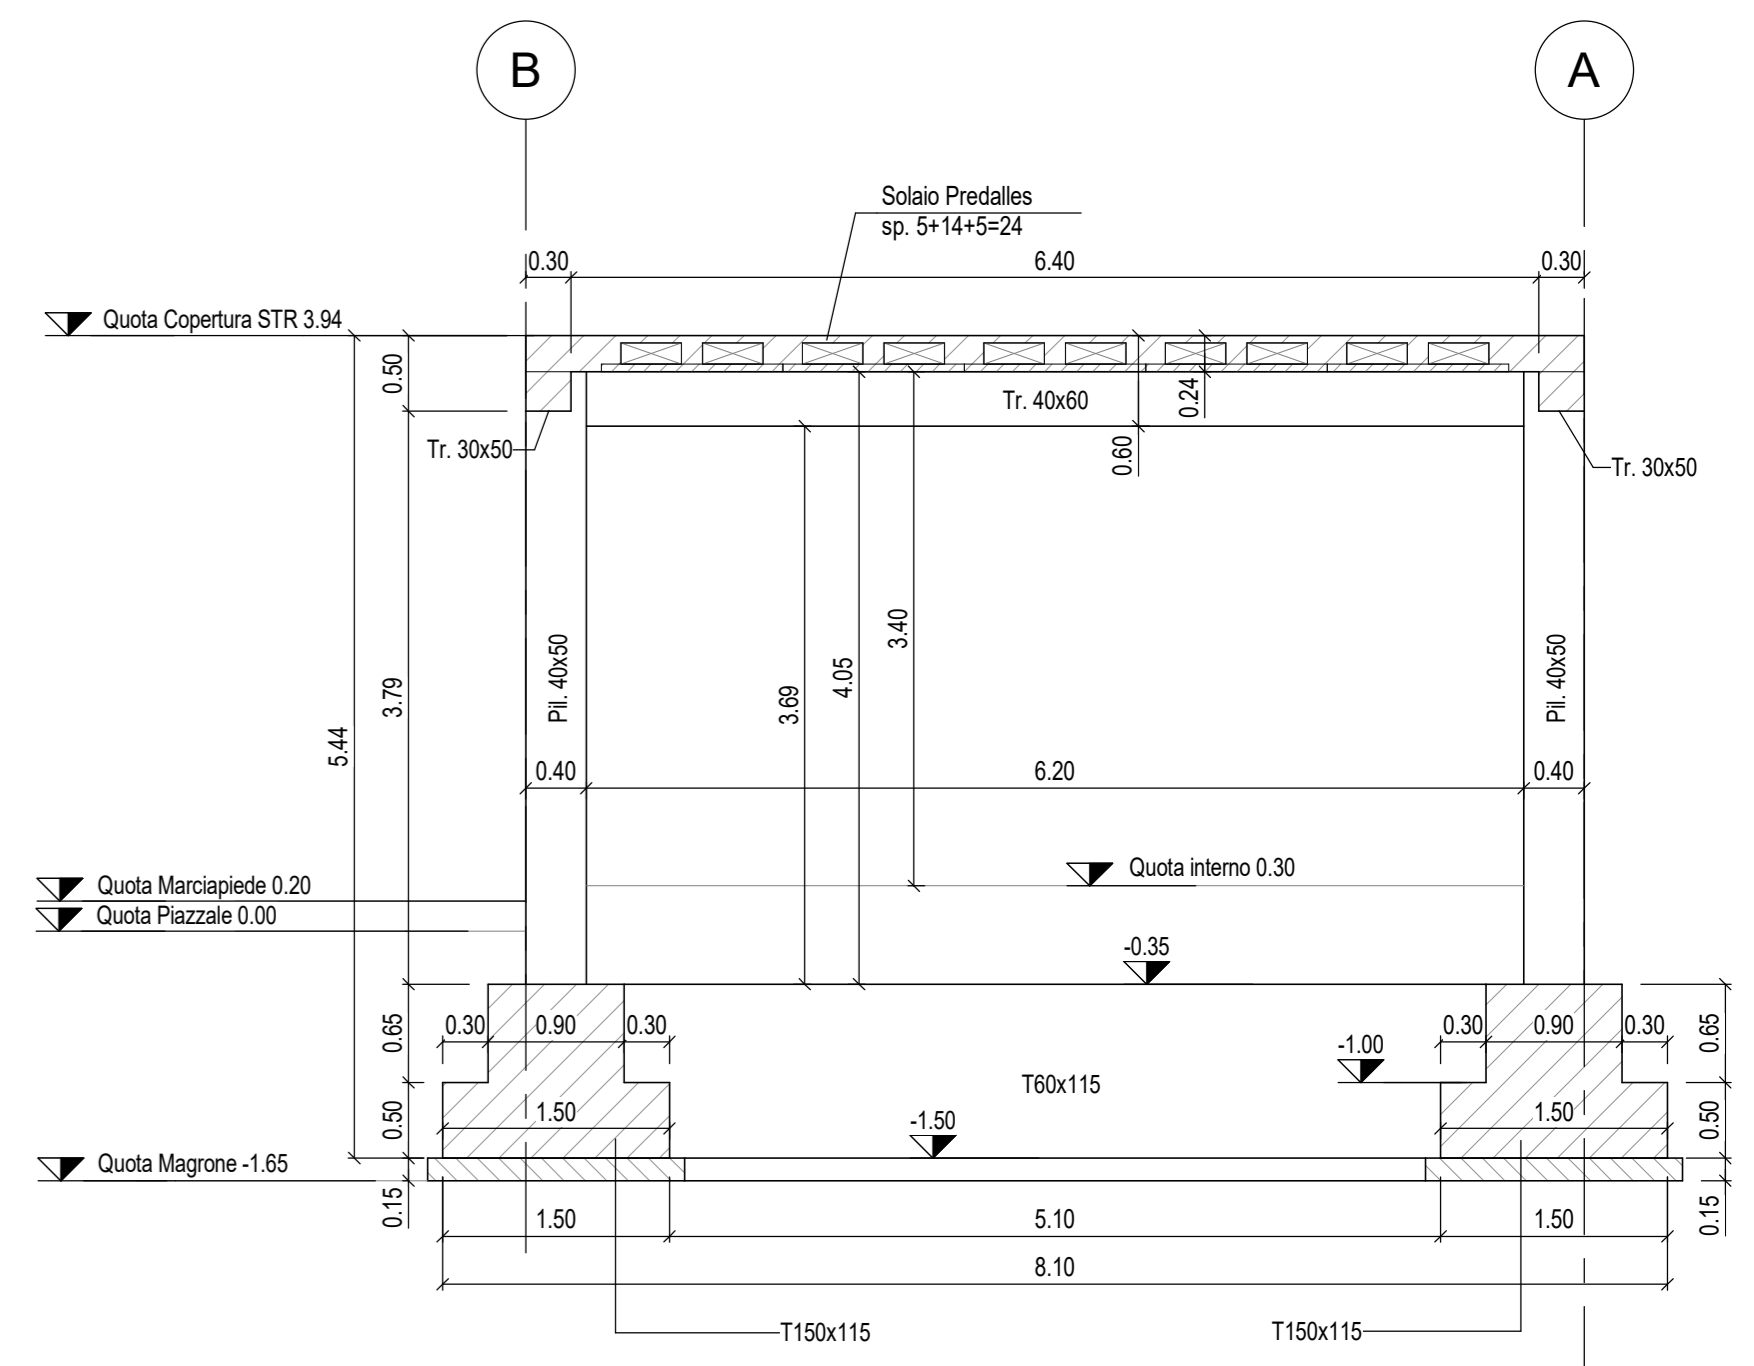 B
A
Solaio Predalles
sp. 5+14+5=24
0.30
6.40
0.30
Quota Copertura STR 3.94
0.50
Tr. 40x60
0.24
Tr. 30x50
0.60
Tr. 30x50
3.40
Pil. 40x50
Pil. 40x50
4.05
3.79
3.69
5.44
0.40
6.20
0.40
Quota interno 0.30
Quota Marciapiede 0.20
Quota Piazzale 0.00
-0.35
0.65
0.30
0.90
0.30
0.30
0.90
0.30
0.65
-1.00
T60x115
0.50
1.50
-1.50
1.50
0.50
Quota Magrone -1.65
0.15
1.50
5.10
1.50
0.15
8.10
T150x115
T150x115